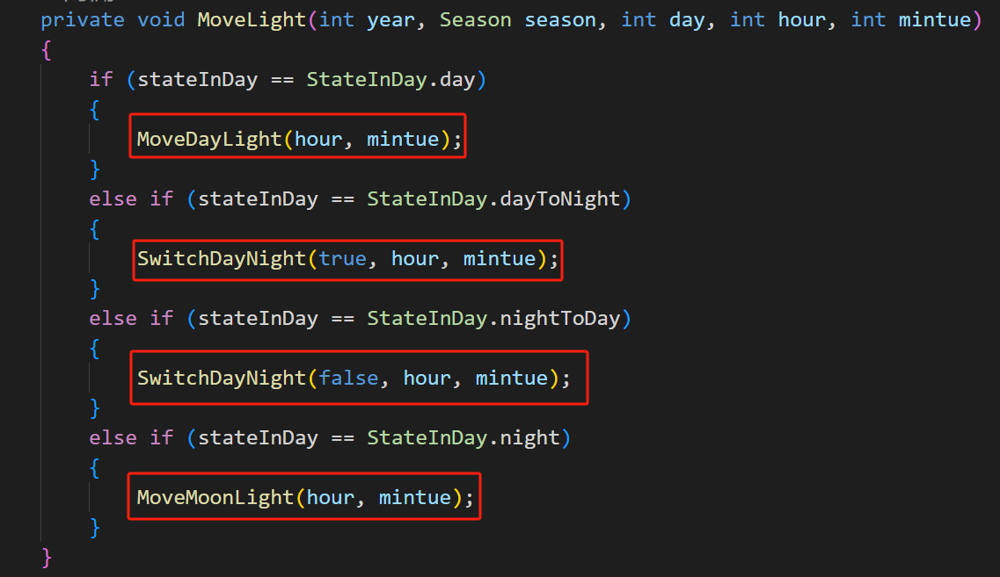 private void MoveLight(int year, Season season, int day, int hour, int mintue)
{
if (stateInDay == StateInDay.day)
{
MoveDayLight(hour, mintue);
}
else if (stateInDay == StateInDay.dayToNight)
{
SwitchDayNight(true, hour, mintue);
}
else if (stateInDay == StateInDay.nightToDay)
{
SwitchDayNight(false, hour, mintue);
}
else if (stateInDay == StateInDay.night)
{
MoveMoonLight(hour, mintue);
}
}